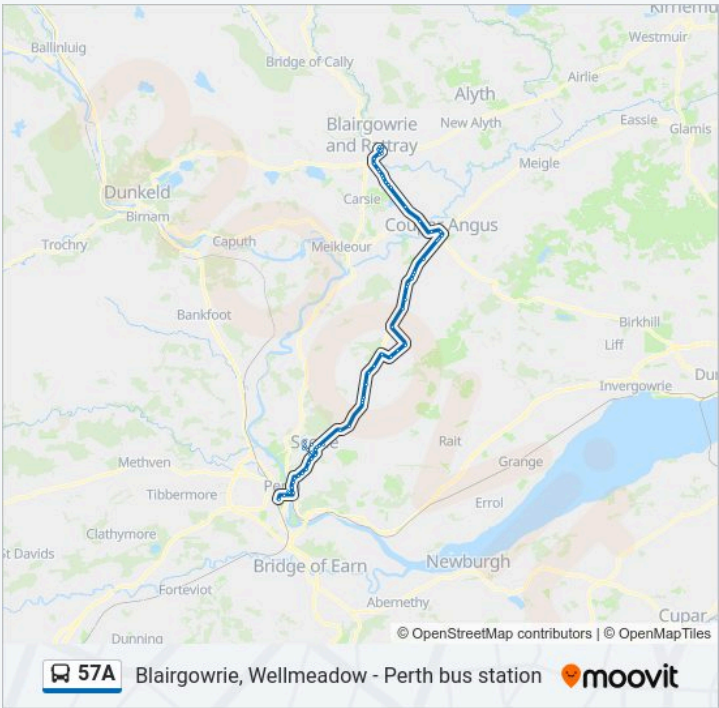 Ballinluig
Westmuir
Bridge of Cally
Airlie
Alyth
Blairgowrie
and Rattray
New Alyth
Eassie
Glamis
Meigle
Dunkeld
Birnam
Carsie
Coupar Angus
Trochry
Caputh
Meikleour
Bankfoot
Birkhill
Liff
Invergowrie
Scone
Rait
Methven
Grange
Perth
Tibbermore
Errol
Clathymore
St Davids
Bridge of Earn
Newburgh
Forteviot
Abernethy
Cupar
Dunning
© OpenStreetMap contributors | © OpenMapTiles
57A Blairgowrie, Wellmeadow - Perth bus station moovit